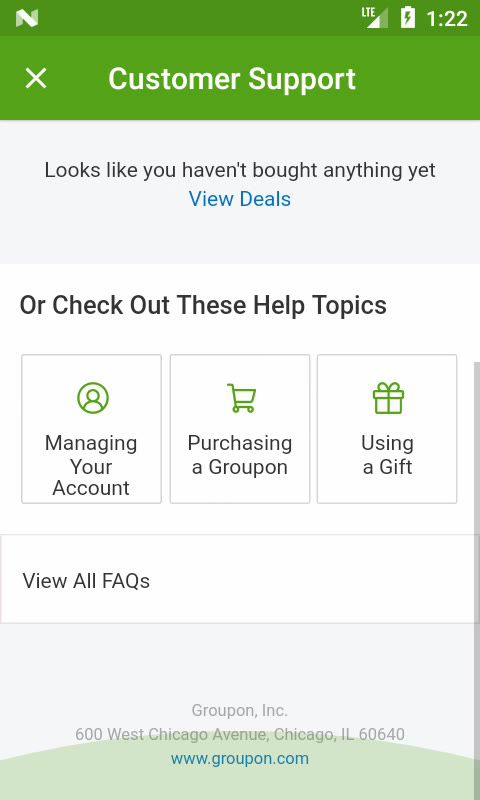 LTE 1:22
Customer Support
Looks like you haven't bought anything yet
View Deals
Or Check Out These Help Topics
Managing
Your
Account
Purchasing
a Groupon
Using
a Gift
View All FAQs
Groupon, Inc.
600 West Chicago Avenue, Chicago, IL 60640
www.groupon.com